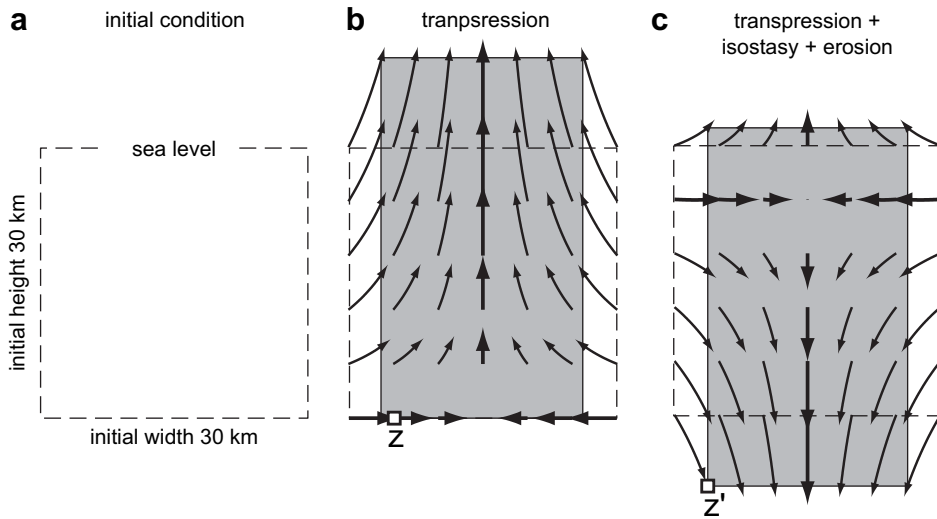 a
initial condition
sea level
initial height 30 km
initial width 30 km
b
tranpsression
z
c
transpression +
isostasy + erosion
z'